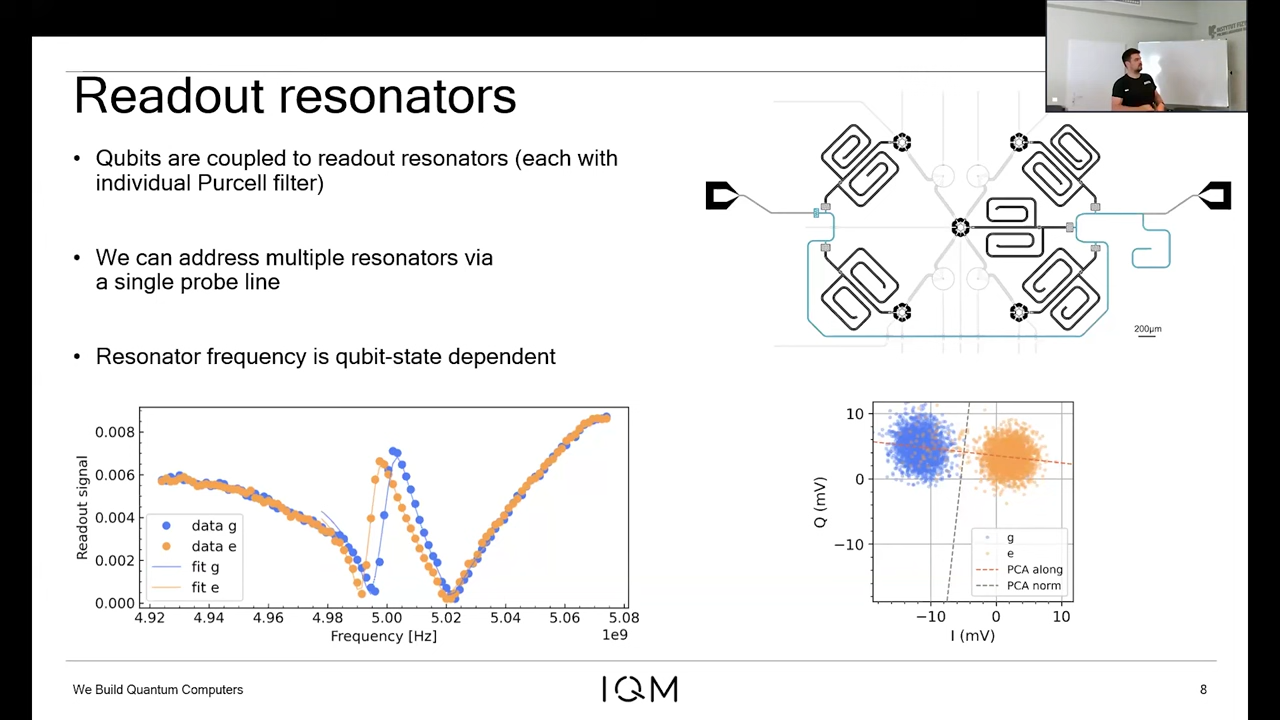 Readout resonators
• Qubits are coupled to readout resonators (each with
individual Purcell filter)
• We can address multiple resonators via
a single probe line
• Resonator frequency is qubit-state dependent
200µm
Readout signal
0.008
0.006
0.004
0.002
0.000
data g
data e
fit g
fit e
4.92 4.94 4.96 4.98 5.00 5.02 5.04 5.06 5.08
Frequency [Hz]
1e9
Q (mV)
10
0
−10
g
e
PCA along
PCA norm
−10 0 10
I (mV)
We Build Quantum Computers
IQM
8